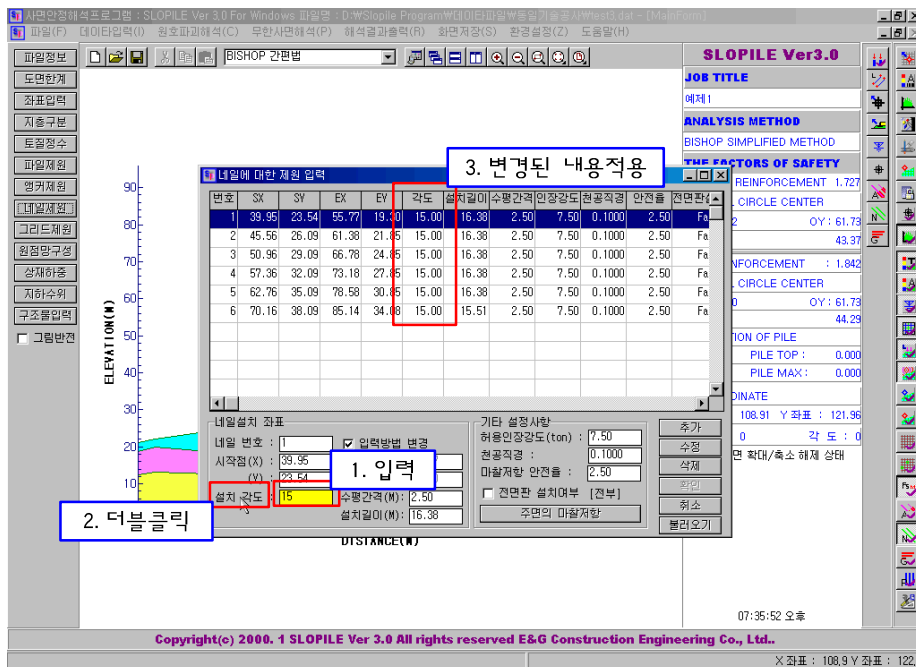 사면안정해석프로그램 : SLOPILE Ver 3.0 For Windows 파일명 : D:₩Slopile Program₩데이타파일₩동일기술공사₩test3.dat - [MainForm]
파일(F) 데이타입력(I) 원호파괴해석(C) 무한사면해석(P) 해석결과출력(R) 화면저장(S) 환경설정(Z) 도움말(H)
BISHOP 간편법
파일정보
도면한계
좌표입력
지층구분
토질정수
파일제원
앵커제원
네일제원
그리드제원
원점망구성
상재하중
지하수위
구조물입력
그림반전
ELEVATION(M)
90
80
70
60
50
40
30
20
10
DISTANCE(M)
네일에 대한 제원 입력
3. 변경된 내용적용
번호 SX SY EX EY 각도 설치길이 수평간격 인장강도 천공직경 안전율 전면판
1 39.95 23.54 55.77 19.30 15.00 16.38 2.50 7.50 0.1000 2.50 Fa
2 45.56 26.09 61.38 21.85 15.00 16.38 2.50 7.50 0.1000 2.50 Fa
3 50.96 29.09 66.78 24.85 15.00 16.38 2.50 7.50 0.1000 2.50 Fa
4 57.36 32.09 73.18 27.85 15.00 16.38 2.50 7.50 0.1000 2.50 Fa
5 62.76 35.09 78.58 30.85 15.00 16.38 2.50 7.50 0.1000 2.50 Fa
6 70.16 38.09 85.14 34.08 15.00 15.51 2.50 7.50 0.1000 2.50 Fa
네일설치 좌표
네일 번호 : 1 입력방법 변경
시작점(X) : 39.95
(Y) : 23.54
설치 각도 : 15 수평간격(M): 2.50
설치길이(M): 16.38
1. 입력
2. 더블클릭
기타 설정사항
허용인장강도(ton) : 7.50
천공직경 : 0.1000
마찰저항 안전율 : 2.50
전면판 설치여부 [전부]
주면의 마찰저항
추가
수정
삭제
확인
취소
불러오기
SLOPILE Ver3.0
JOB TITLE
예제1
ANALYSIS METHOD
BISHOP SIMPLIFIED METHOD
THE FACTORS OF SAFETY
REINFORCEMENT 1.727
CIRCLE CENTER
2 OY: 61.73
43.37
NFORCEMENT : 1.842
CIRCLE CENTER
0 OY: 61.73
44.29
ION OF PILE
PILE TOP : 0.000
PILE MAX : 0.000
DINATE
108.91 Y 좌표 : 121.96
0 각 도 : 0
면 확대/축소 해제 상태
07:35:52 오후
Copyright(c) 2000. 1 SLOPILE Ver 3.0 All rights reserved E&G Construction Engineering Co., Ltd..
X 좌표 : 108.9 Y 좌표 : 122